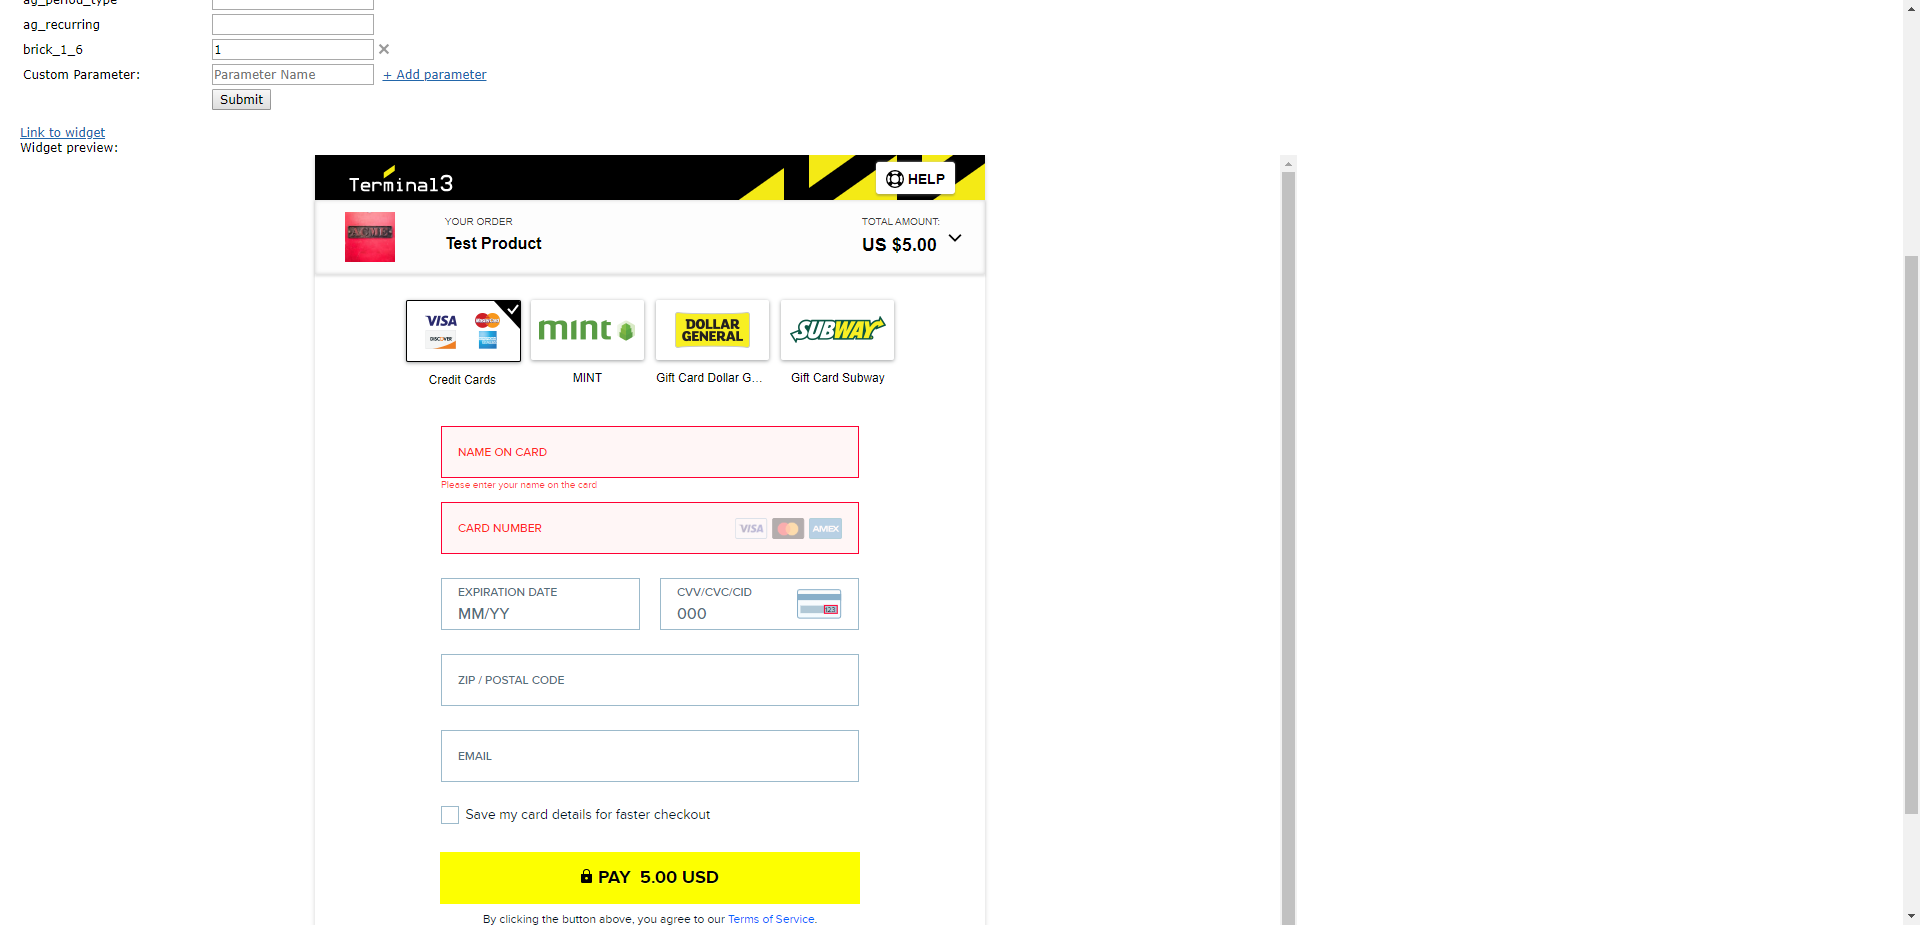 ag_period_type
ag_recurring
brick_1_6 1 ×
Custom Parameter: Parameter Name + Add parameter
Submit
Link to widget
Widget preview:
Terminal3 HELP
YOUR ORDER
Test Product
TOTAL AMOUNT:
US $5.00
VISA MasterCard
DISCOVER
mint
DOLLAR
GENERAL
SUBWAY
Credit Cards MINT Gift Card Dollar G... Gift Card Subway
NAME ON CARD
Please enter your name on the card
CARD NUMBER VISA AMEX
EXPIRATION DATE
MM/YY
CVV/CVC/CID
000
123
ZIP / POSTAL CODE
EMAIL
Save my card details for faster checkout
PAY 5.00 USD
By clicking the button above, you agree to our Terms of Service.